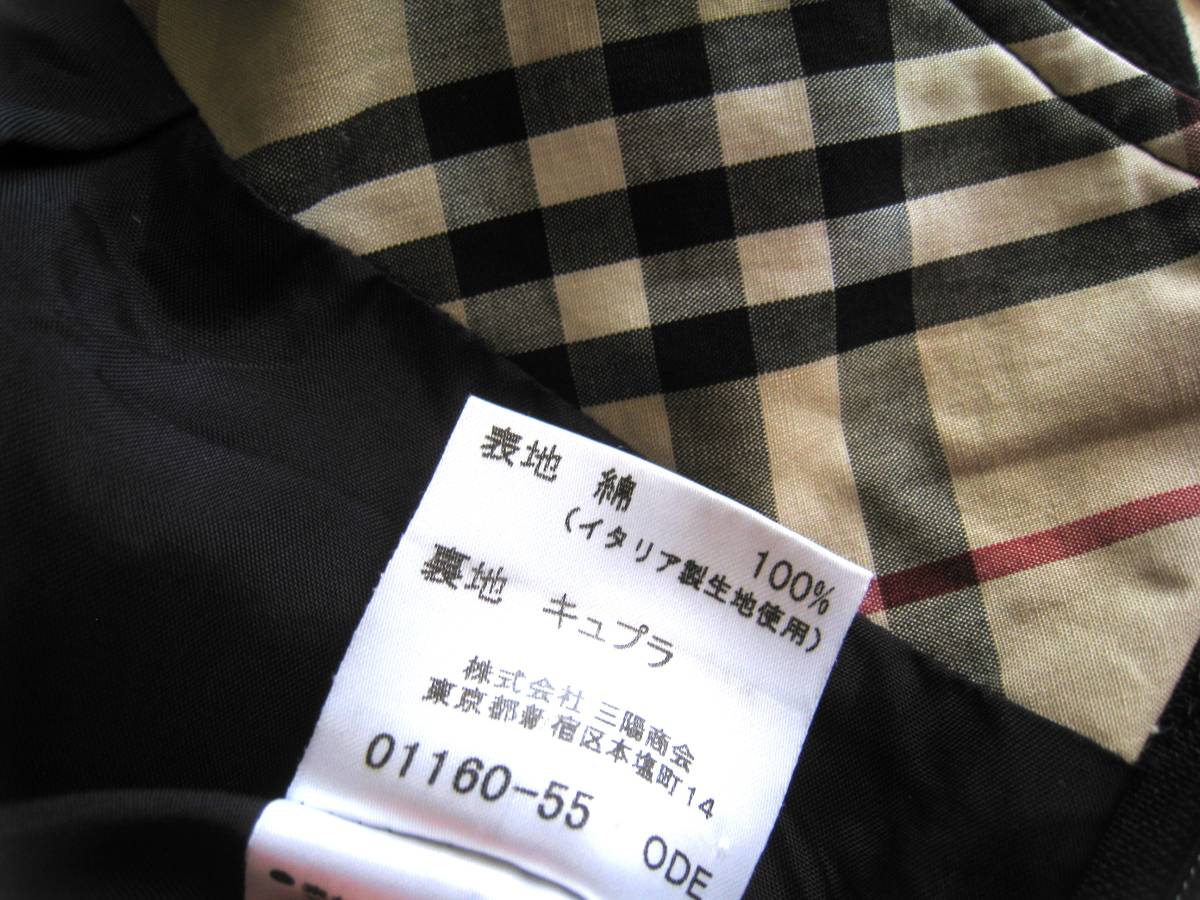 表地 綿 100%
(イタリア製生地使用)
裏地 キュプラ
株式会社 三陽商会
東京都新宿区本塩町14
01160-55 ODE